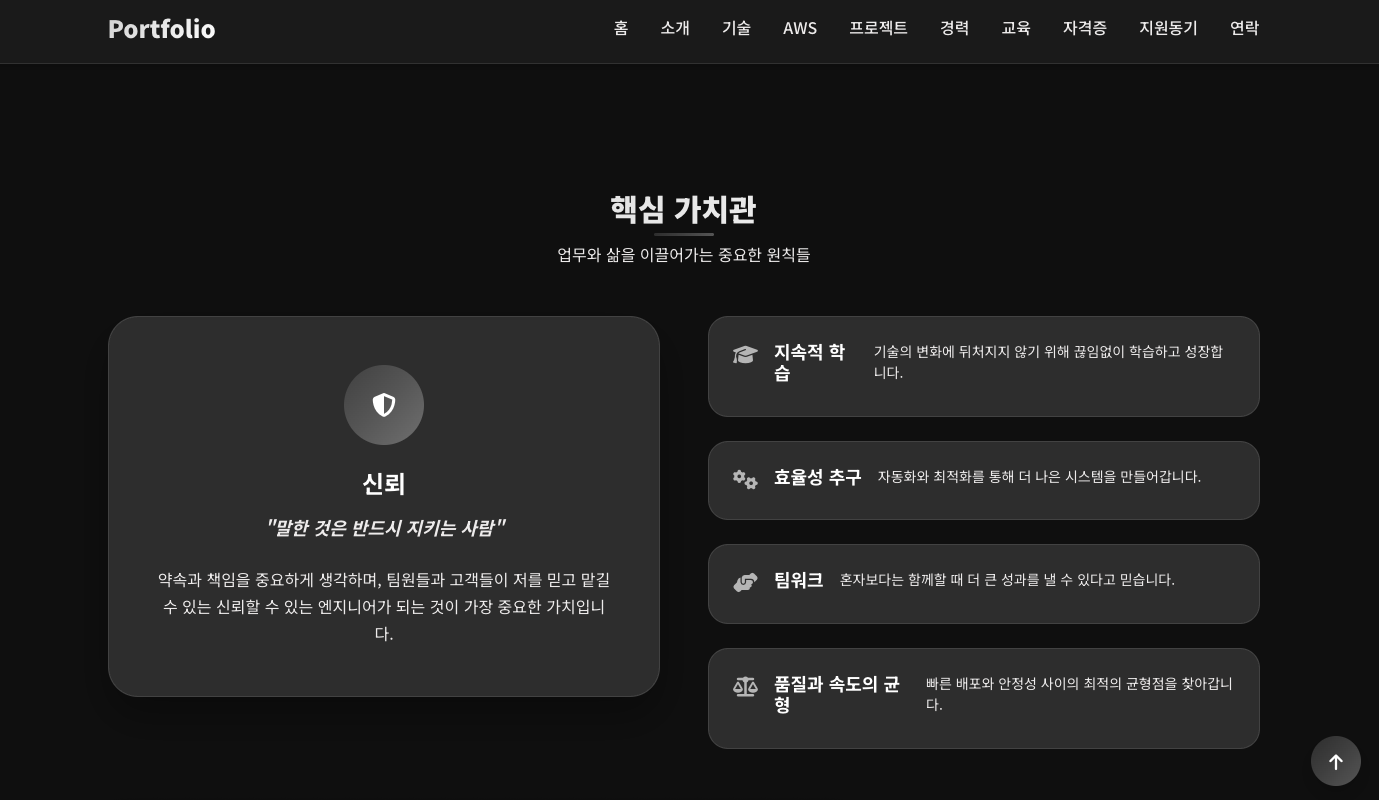 Portfolio
홈 소개 기술 AWS 프로젝트 경력 교육 자격증 지원동기 연락
핵심 가치관
업무와 삶을 이끌어가는 중요한 원칙들
신뢰
"말한 것은 반드시 지키는 사람"
약속과 책임을 중요하게 생각하며, 팀원들과 고객들이 저를 믿고 맡길
수 있는 신뢰할 수 있는 엔지니어가 되는 것이 가장 중요한 가치입니
다.
지속적 학
습
기술의 변화에 뒤처지지 않기 위해 끊임없이 학습하고 성장합
니다.
효율성 추구
자동화와 최적화를 통해 더 나은 시스템을 만들어갑니다.
팀워크
혼자보다는 함께할 때 더 큰 성과를 낼 수 있다고 믿습니다.
품질과 속도의 균
형
빠른 배포와 안정성 사이의 최적의 균형점을 찾아갑니
다.